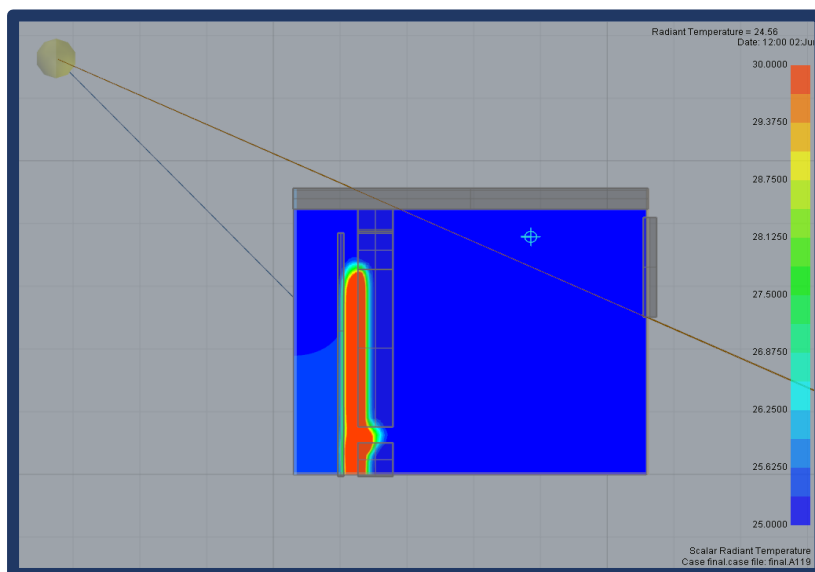 Radiant Temperature = 24.56
Date: 12:00 02:Jun
30.0000
29.3750
28.7500
28.1250
27.5000
26.8750
26.2500
25.6250
25.0000
Scalar Radiant Temperature
Case final.case file: final.A119